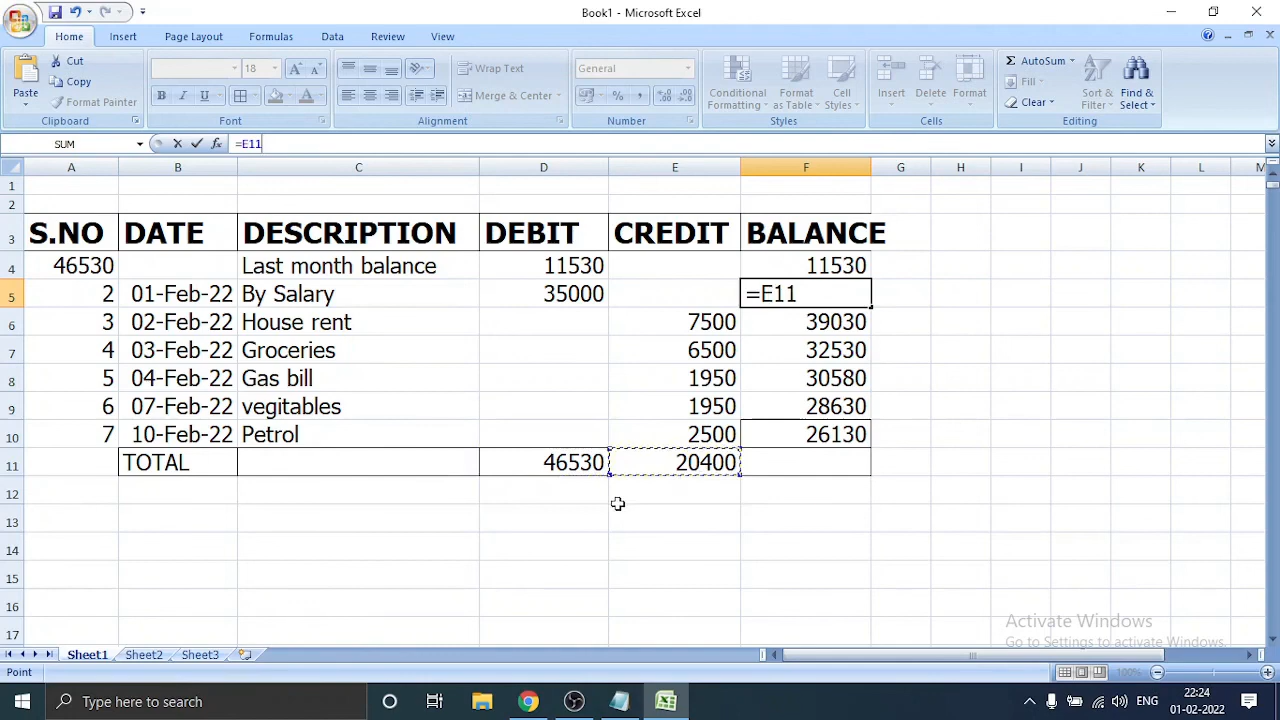 Book1 - Microsoft Excel
Home Insert Page Layout Formulas Data Review View
Paste
Cut
Copy
Format Painter
Clipboard
18
B I U
Font
Wrap Text
Merge & Center
Alignment
General
% ,
Number
Conditional Formatting
Format as Table
Cell Styles
Styles
Insert Delete Format
Cells
Σ AutoSum
Fill
Clear
Sort & Filter
Find & Select
Editing
SUM fx =E11
A B C D E F G H I J K L M
1
2
3 S.NO DATE DESCRIPTION DEBIT CREDIT BALANCE
4 46530 Last month balance 11530 11530
5 2 01-Feb-22 By Salary 35000 =E11
6 3 02-Feb-22 House rent 7500 39030
7 4 03-Feb-22 Groceries 6500 32530
8 5 04-Feb-22 Gas bill 1950 30580
9 6 07-Feb-22 vegitables 1950 28630
10 7 10-Feb-22 Petrol 2500 26130
11 TOTAL 46530 20400
12
13
14
15
16
17
Activate Windows
Go to Settings to activate Windows.
Sheet1 Sheet2 Sheet3
Point 100%
Type here to search
ENG
22:24
01-02-2022